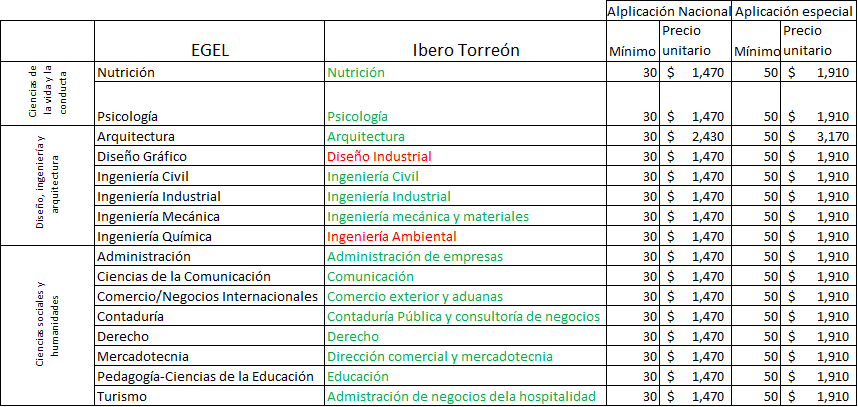 Alplicación Nacional Aplicación especial
EGEL Ibero Torreón Mínimo Precio unitario Mínimo Precio unitario
Ciencias de la vida y la conducta
Nutrición Nutrición 30 $ 1,470 50 $ 1,910
Psicología Psicología 30 $ 1,470 50 $ 1,910
Diseño, ingeniería y arquitectura
Arquitectura Arquitectura 30 $ 2,430 50 $ 3,170
Diseño Gráfico Diseño Industrial 30 $ 1,470 50 $ 1,910
Ingeniería Civil Ingeniería Civil 30 $ 1,470 50 $ 1,910
Ingeniería Industrial Ingeniería Industrial 30 $ 1,470 50 $ 1,910
Ingeniería Mecánica Ingeniería mecánica y materiales 30 $ 1,470 50 $ 1,910
Ingeniería Química Ingeniería Ambiental 30 $ 1,470 50 $ 1,910
Ciencias sociales y humanidades
Administración Administración de empresas 30 $ 1,470 50 $ 1,910
Ciencias de la Comunicación Comunicación 30 $ 1,470 50 $ 1,910
Comercio/Negocios Internacionales Comercio exterior y aduanas 30 $ 1,470 50 $ 1,910
Contaduría Contaduría Pública y consultoría de negocios 30 $ 1,470 50 $ 1,910
Derecho Derecho 30 $ 1,470 50 $ 1,910
Mercadotecnia Dirección comercial y mercadotecnia 30 $ 1,470 50 $ 1,910
Pedagogía-Ciencias de la Educación Educación 30 $ 1,470 50 $ 1,910
Turismo Admistración de negocios dela hospitalidad 30 $ 1,470 50 $ 1,910